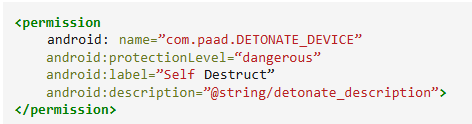 <permission
android: name=”com.paad.DETONATE_DEVICE”
android:protectionLevel=“dangerous”
android:label=”Self Destruct”
android:description=”@string/detonate_description”>
</permission>